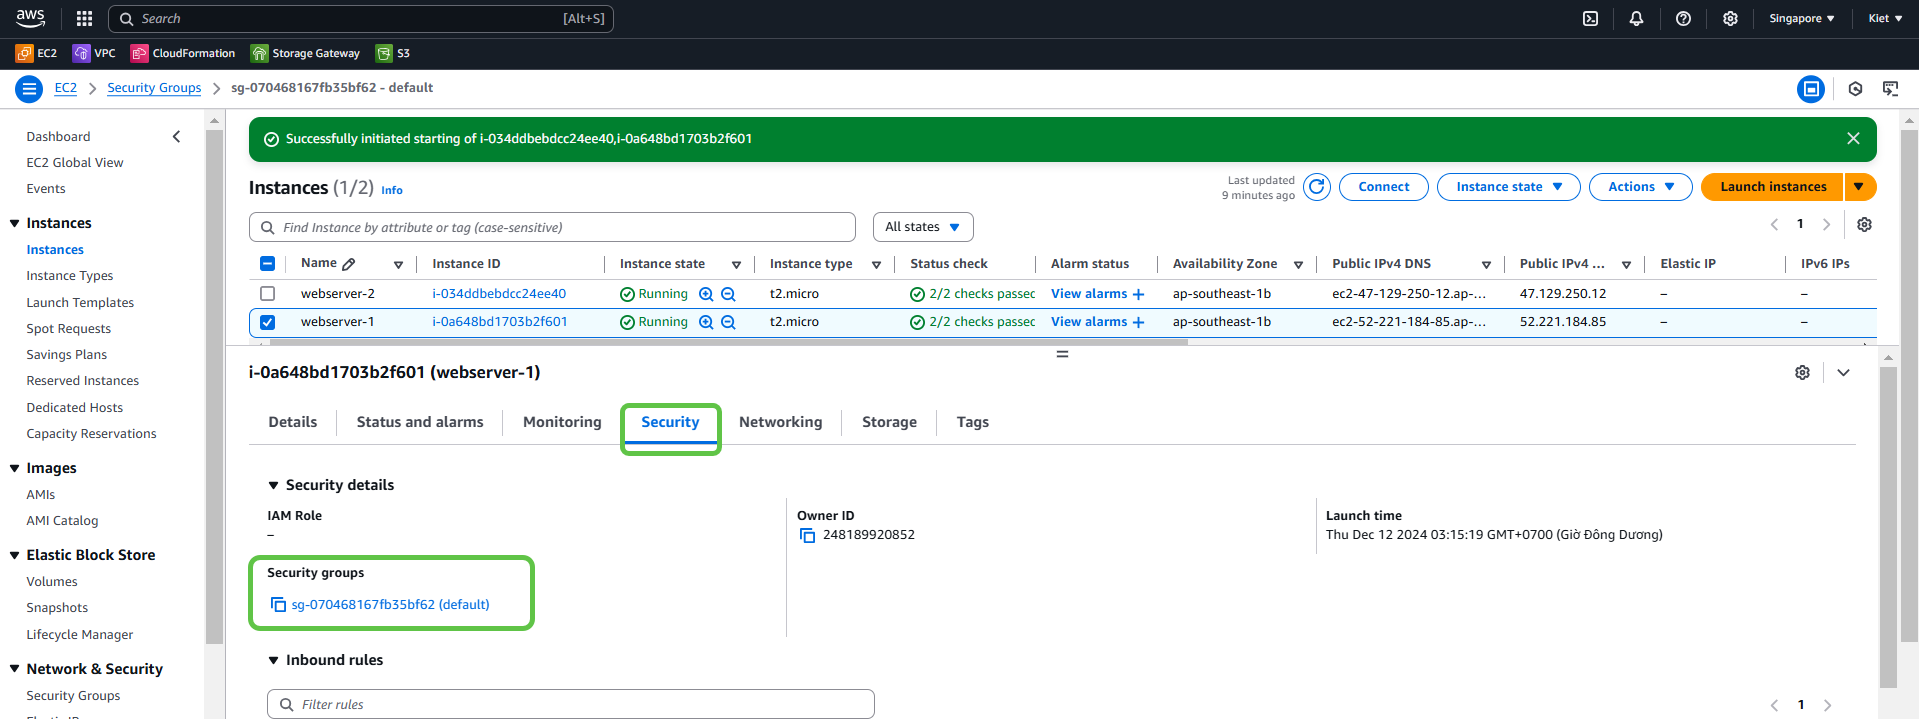 aws
Search [Alt+S] Singapore Kiet
EC2 VPC CloudFormation Storage Gateway S3
EC2 Security Groups sg-070468167fb35bf62 - default
Dashboard
EC2 Global View
Events
Instances
Instances
Instance Types
Launch Templates
Spot Requests
Savings Plans
Reserved Instances
Dedicated Hosts
Capacity Reservations
Images
AMIs
AMI Catalog
Elastic Block Store
Volumes
Snapshots
Lifecycle Manager
Network & Security
Security Groups
Successfully initiated starting of i-034ddbebdcc24ee40,i-0a648bd1703b2f601
Instances (1/2) Info
Last updated
9 minutes ago
Connect Instance state Actions Launch instances
Find Instance by attribute or tag (case-sensitive) All states 1
Name Instance ID Instance state Instance type Status check Alarm status Availability Zone Public IPv4 DNS Public IPv4 ... Elastic IP IPv6 IPs
webserver-2 i-034ddbebdcc24ee40 Running t2.micro 2/2 checks passed View alarms + ap-southeast-1b ec2-47-129-250-12.ap-... 47.129.250.12 – –
webserver-1 i-0a648bd1703b2f601 Running t2.micro 2/2 checks passed View alarms + ap-southeast-1b ec2-52-221-184-85.ap-... 52.221.184.85 – –
i-0a648bd1703b2f601 (webserver-1)
Details Status and alarms Monitoring Security Networking Storage Tags
Security details
IAM Role
–
Owner ID
248189920852
Launch time
Thu Dec 12 2024 03:15:19 GMT+0700 (Giờ Đông Dương)
Security groups
sg-070468167fb35bf62 (default)
Inbound rules
Filter rules 1